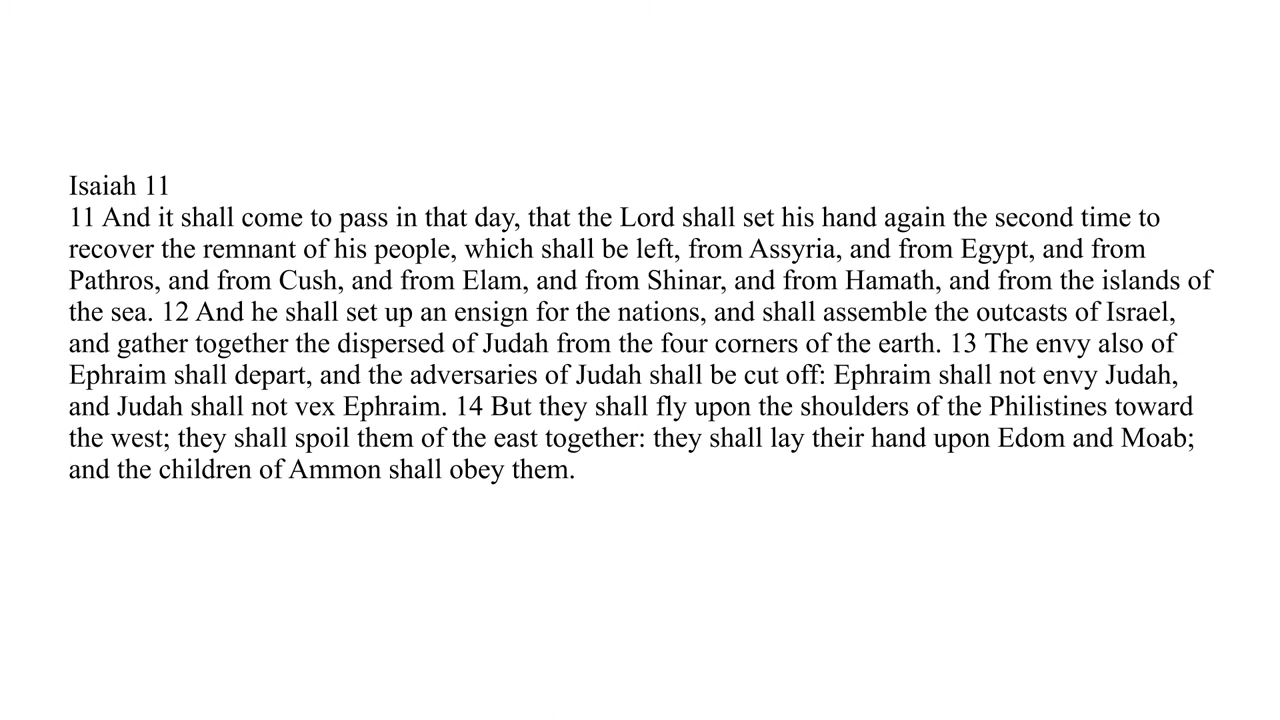 Isaiah 11
11 And it shall come to pass in that day, that the Lord shall set his hand again the second time to
recover the remnant of his people, which shall be left, from Assyria, and from Egypt, and from
Pathros, and from Cush, and from Elam, and from Shinar, and from Hamath, and from the islands of
the sea. 12 And he shall set up an ensign for the nations, and shall assemble the outcasts of Israel,
and gather together the dispersed of Judah from the four corners of the earth. 13 The envy also of
Ephraim shall depart, and the adversaries of Judah shall be cut off: Ephraim shall not envy Judah,
and Judah shall not vex Ephraim. 14 But they shall fly upon the shoulders of the Philistines toward
the west; they shall spoil them of the east together: they shall lay their hand upon Edom and Moab;
and the children of Ammon shall obey them.